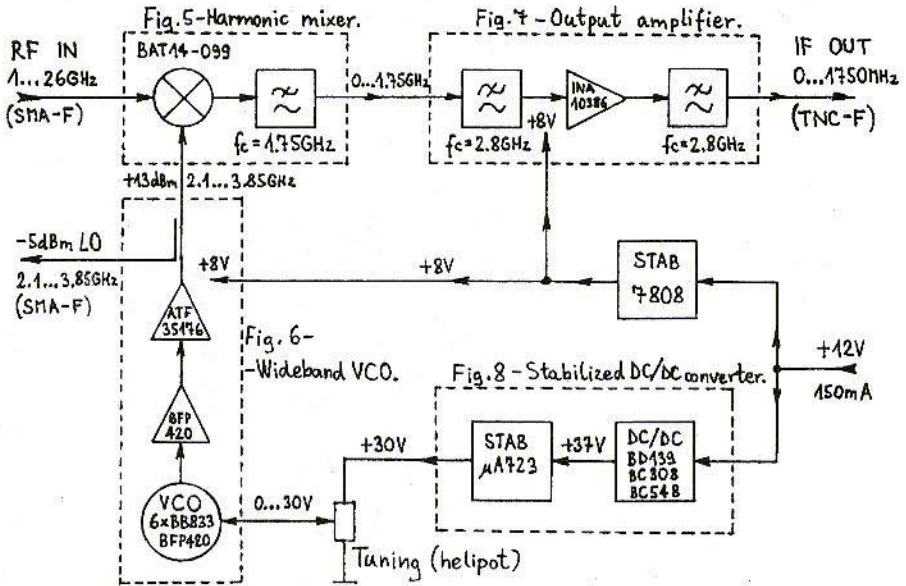 Fig.5-Harmonic mixer.
Fig.7-Output amplifier.
RF IN
1...26GHz
(SMA-F)
BAT14-099
fc=1.75GHz
0...1.75GHz
INA
10386
+8V
fc=2.8GHz
fc=2.8GHz
IF OUT
0...1750MHz
(TNC-F)
+13dBm 2.1...3.85GHz
-5dBm LO
2.1...3.85GHz
(SMA-F)
+8V
+8V
STAB
7808
ATF
35176
Fig. 6-
-Wideband VCO.
+12V
150mA
Fig.8-Stabilized DC/DC converter.
BFP
420
+30V
STAB
µA723
+37V
DC/DC
BD139
BC308
BC548
VCO
6xBB833
BFP420
0...30V
Tuning (helipot)